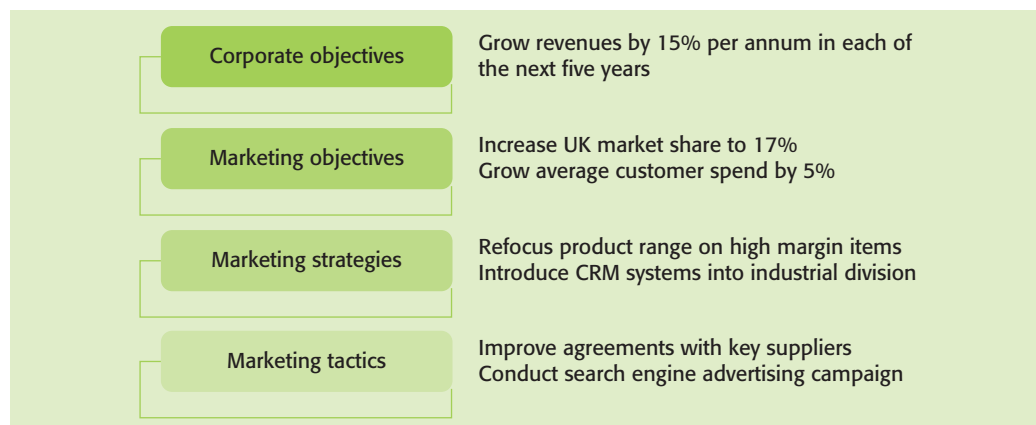 Corporate objectives
Grow revenues by 15% per annum in each of
the next five years
Marketing objectives
Increase UK market share to 17%
Grow average customer spend by 5%
Marketing strategies
Refocus product range on high margin items
Introduce CRM systems into industrial division
Marketing tactics
Improve agreements with key suppliers
Conduct search engine advertising campaign